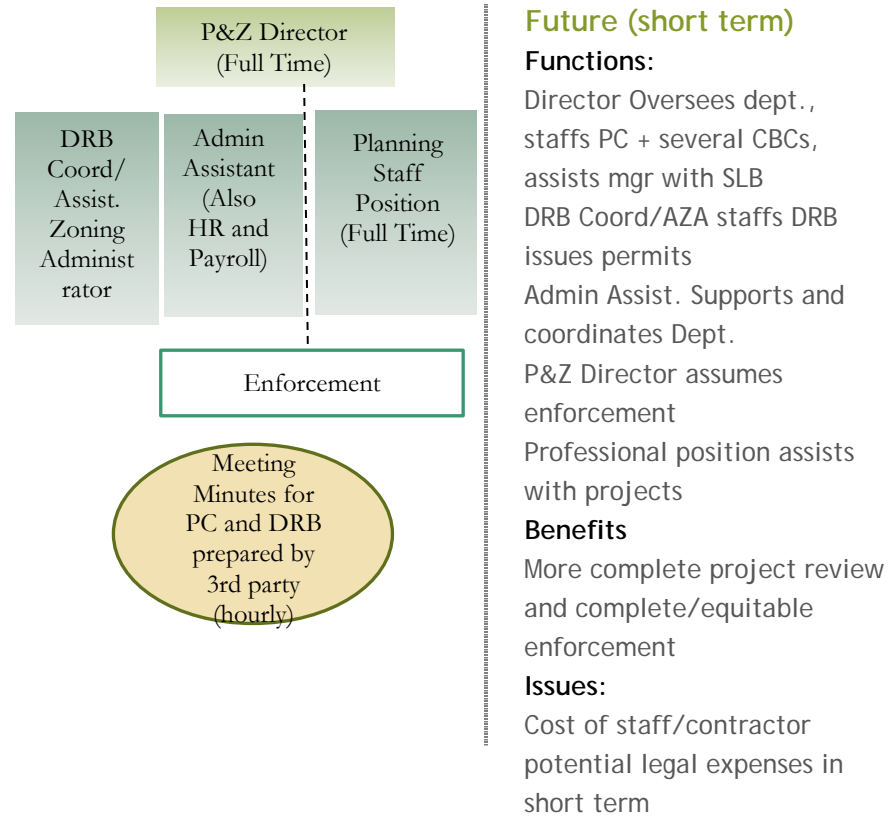 P&Z Director
(Full Time)
DRB
Coord/
Assist.
Zoning
Administ
rator
Admin
Assistant
(Also
HR and
Payroll)
Planning
Staff
Position
(Full Time)
Enforcement
Meeting
Minutes for
PC and DRB
prepared by
3rd party
(hourly)
Future (short term)
Functions:
Director Oversees dept.,
staffs PC + several CBCs,
assists mgr with SLB
DRB Coord/AZA staffs DRB
issues permits
Admin Assist. Supports and
coordinates Dept.
P&Z Director assumes
enforcement
Professional position assists
with projects
Benefits
More complete project review
and complete/equitable
enforcement
Issues:
Cost of staff/contractor
potential legal expenses in
short term